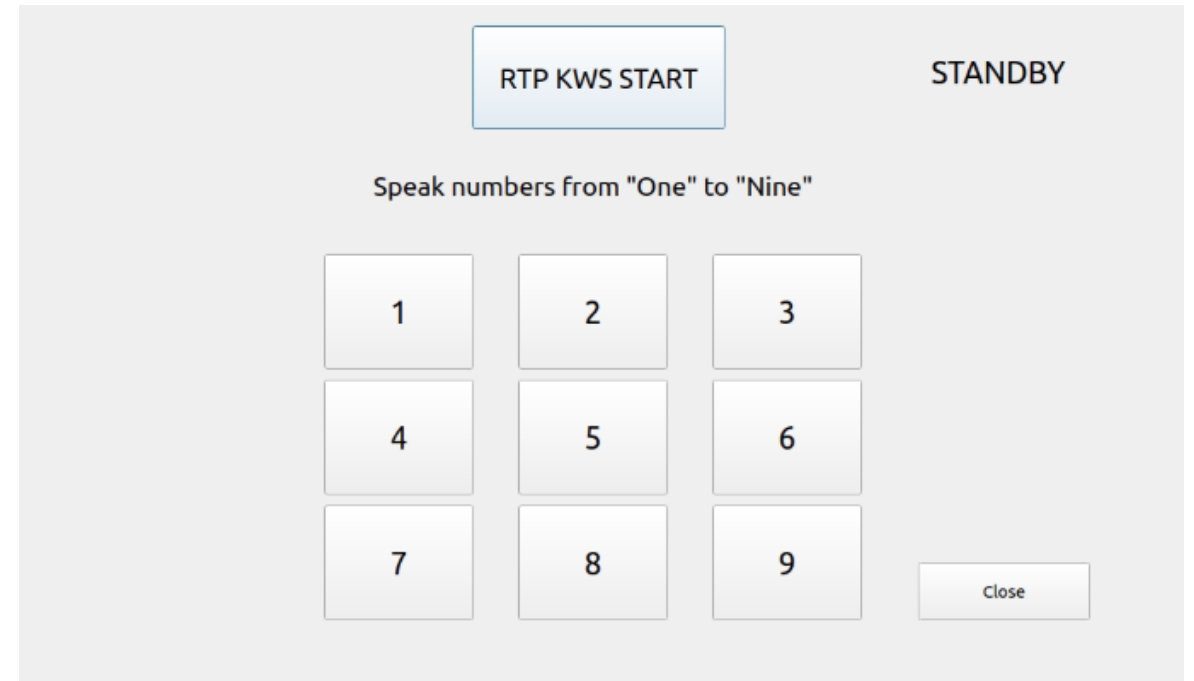 RTP KWS START
STANDBY
Speak numbers from "One" to "Nine"
1 2 3
4 5 6
7 8 9
Close